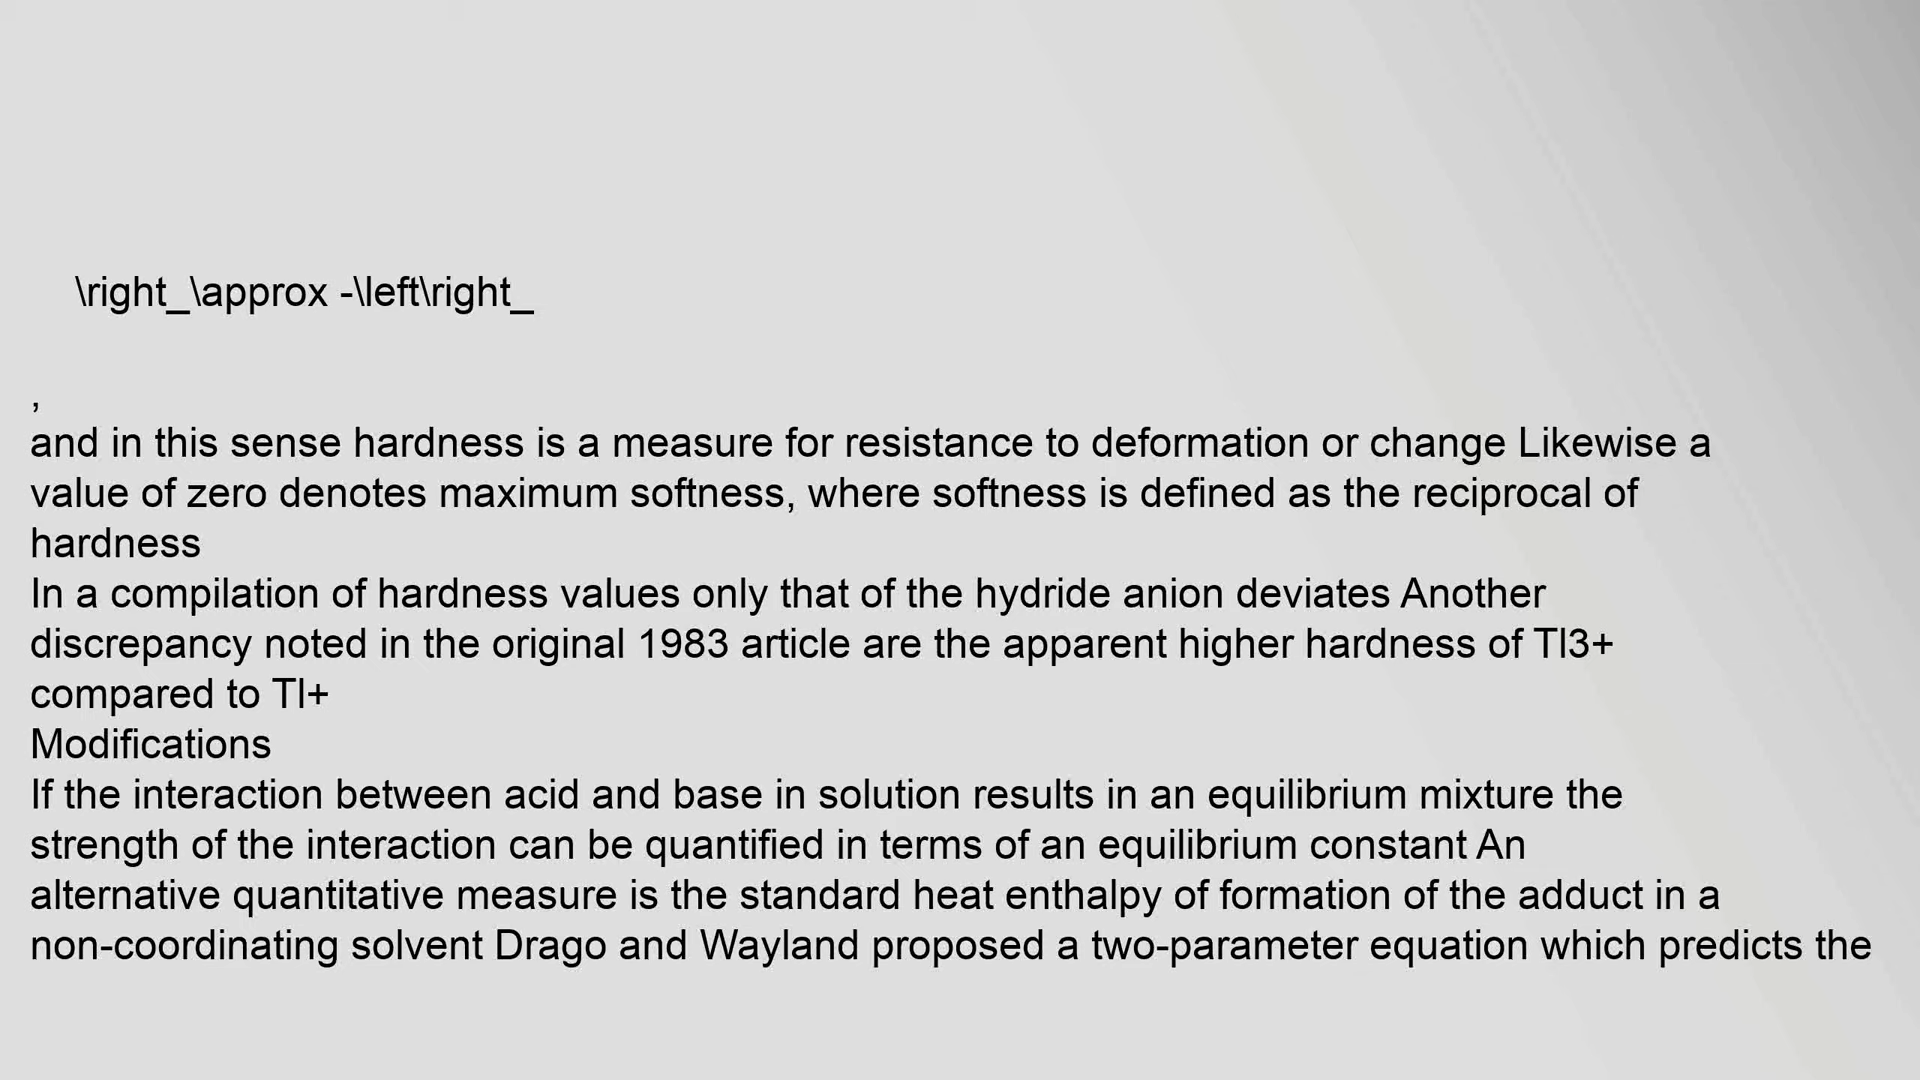 \right_\approx -\left\right_
,
and in this sense hardness is a measure for resistance to deformation or change Likewise a
value of zero denotes maximum softness, where softness is defined as the reciprocal of
hardness
In a compilation of hardness values only that of the hydride anion deviates Another
discrepancy noted in the original 1983 article are the apparent higher hardness of Tl3+
compared to Tl+
Modifications
If the interaction between acid and base in solution results in an equilibrium mixture the
strength of the interaction can be quantified in terms of an equilibrium constant An
alternative quantitative measure is the standard heat enthalpy of formation of the adduct in a
non-coordinating solvent Drago and Wayland proposed a two-parameter equation which predicts the